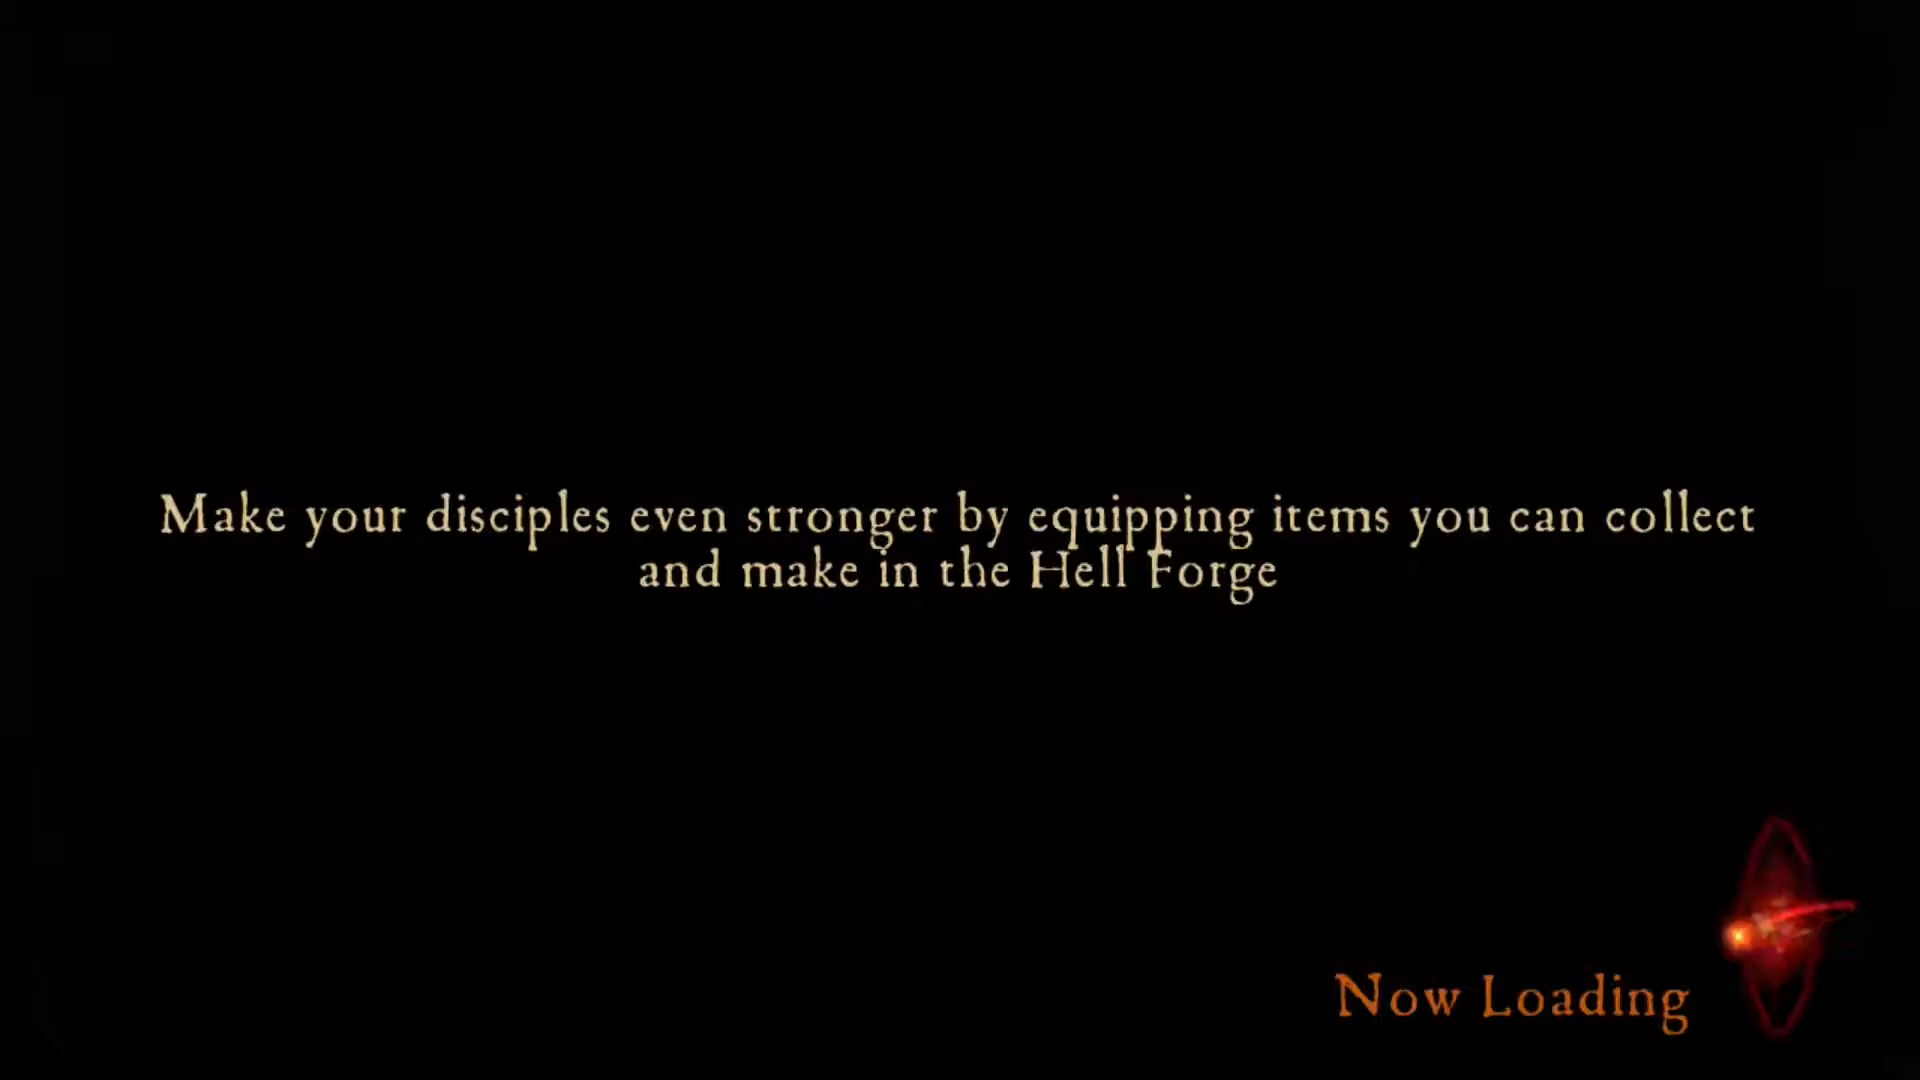 Make your disciples even stronger by equipping items you can collect
and make in the Hell Forge
Now Loading